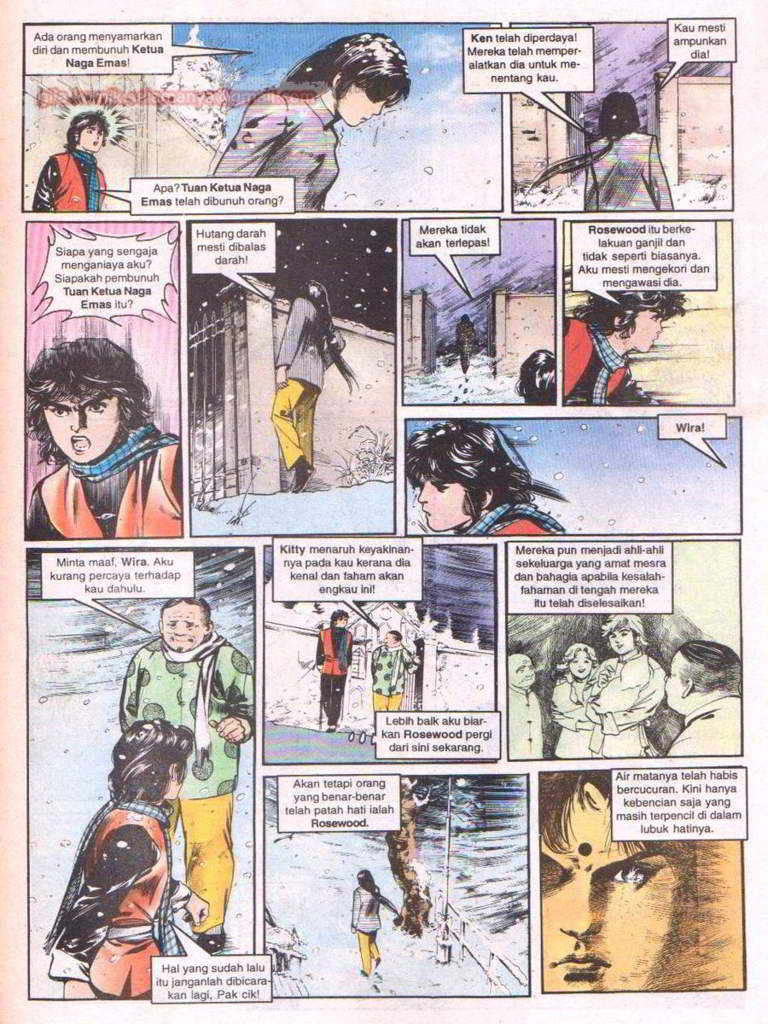 Ada orang menyamarkan
diri dan membunuh Ketua
Naga Emas!
Apa? Tuan Ketua Naga
Emas telah dibunuh orang?
Ken telah diperdaya!
Mereka telah memper-
alatkan dia untuk me-
nentang kau.
Kau mesti
ampunkan
dia!
Siapa yang sengaja
menganiaya aku?
Siapakah pembunuh
Tuan Ketua Naga
Emas itu?
Hutang darah
mesti dibalas
darah!
Mereka tidak
akan terlepas!
Rosewood itu berke-
lakuan ganjil dan
tidak seperti biasanya.
Aku mesti mengekori dan
mengawasi dia.
Wira!
Minta maaf, Wira. Aku
kurang percaya terhadap
kau dahulu.
Hal yang sudah lalu
itu janganlah dibicara-
kan lagi, Pak cik!
Kitty menaruh keyakinan-
nya pada kau kerana dia
kenal dan faham akan
engkau ini!
Lebih baik aku biar-
kan Rosewood pergi
dari sini sekarang.
Mereka pun menjadi ahli-ahli
sekeluarga yang amat mesra
dan bahagia apabila kesalah-
fahaman di tengah mereka
itu telah diselesaikan!
Akan tetapi orang
yang benar-benar
telah patah hati ialah
Rosewood.
Air matanya telah habis
bercucuran. Kini hanya
kebencian saja yang
masih terpencil di dalam
lubuk hatinya.